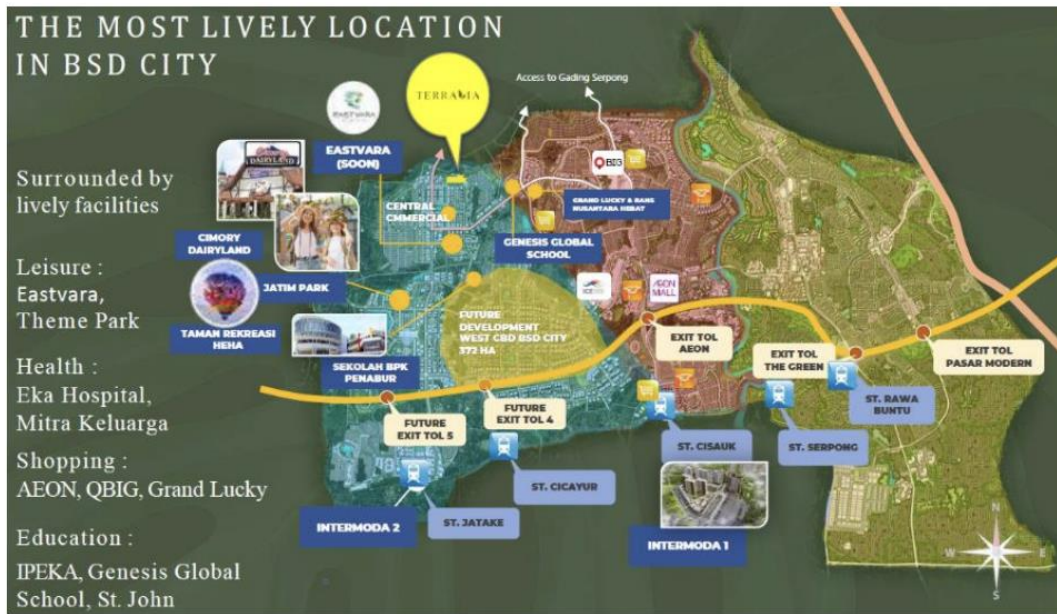 THE MOST LIVELY LOCATION
IN BSD CITY
Surrounded by
lively facilities
Leisure :
Eastvara,
Theme Park
Health :
Eka Hospital,
Mitra Keluarga
Shopping :
AEON, QBIG, Grand Lucky
Education :
IPEKA, Genesis Global
School, St. John
TERRAVIA
EASTVARA
EASTVARA
(SOON)
DAIRYLAND
CIMORY
DAIRYLAND
JATIM PARK
TAMAN REKREASI
HEHA
SEKOLAH BPK
PENABUR
CENTRAL
CMMERCIAL
Access to Gading Serpong
QBIG
GRAND LUCKY & RANS
NUSANTARA HEBAT
GENESIS GLOBAL
SCHOOL
ICE
AEON
MALL
FUTURE
DEVELOPMENT
WEST CBD BSD CITY
372 HA
EXIT TOL
AEON
EXIT TOL
THE GREEN
EXIT TOL
PASAR MODERN
FUTURE
EXIT TOL 5
FUTURE
EXIT TOL 4
ST. RAWA
BUNTU
ST. SERPONG
ST. CISAUK
ST. CICAYUR
ST. JATAKE
INTERMODA 2
INTERMODA 1
N
W
E
S